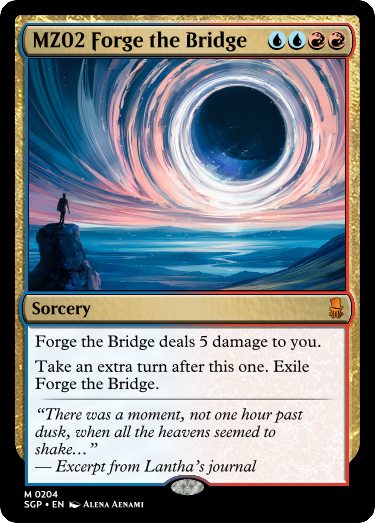 MZ02 Forge the Bridge
Sorcery
Forge the Bridge deals 5 damage to you.
Take an extra turn after this one. Exile
Forge the Bridge.
“There was a moment, not one hour past
dusk, when all the heavens seemed to
shake…”
— Excerpt from Lantha’s journal
M 0204
SGP • EN Alena Aenami